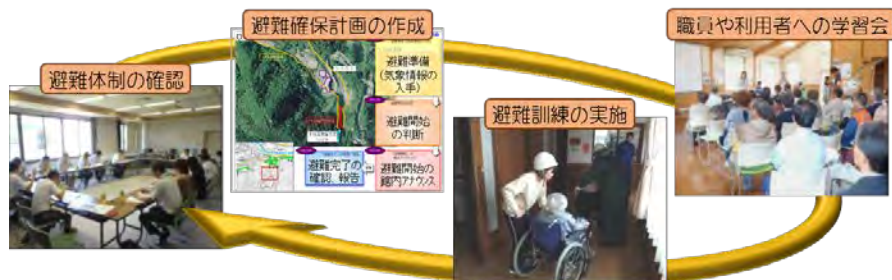 避難確保計画の作成
職員や利用者への学習会
避難体制の確認
避難準備
(気象情報の
入手)
避難訓練の実施
避難開始
の判断
避難完了の
確認、報告
避難開始の
館内アナウンス